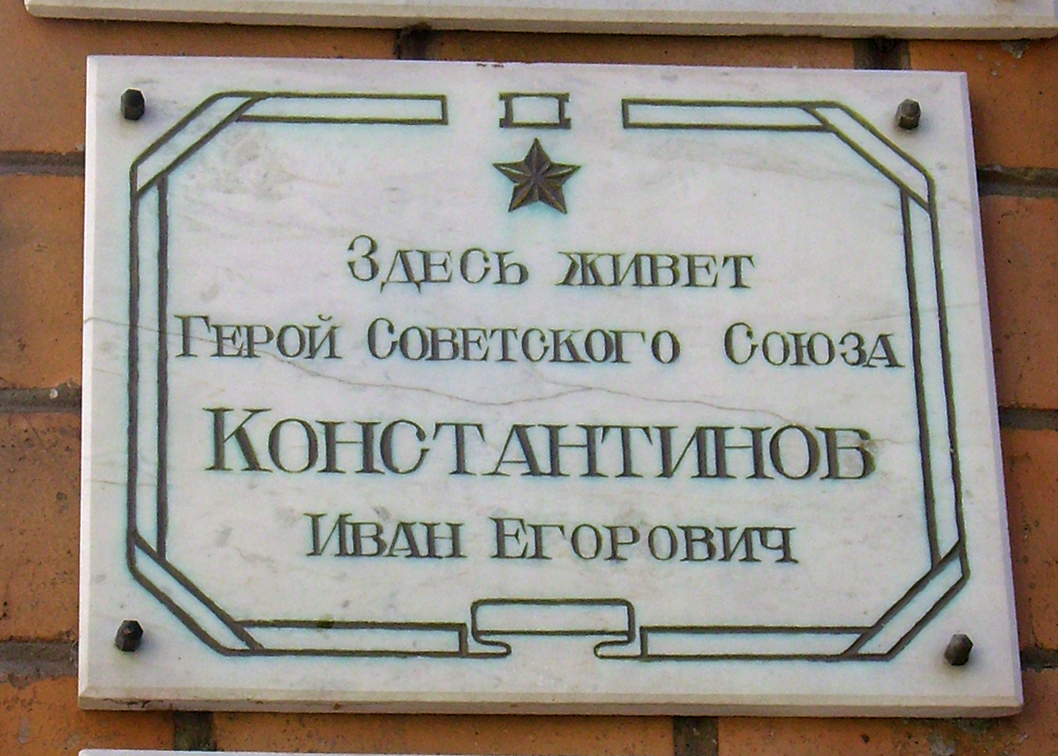 Здесь живет
Герой Советского Союза
Константинов
Иван Егорович